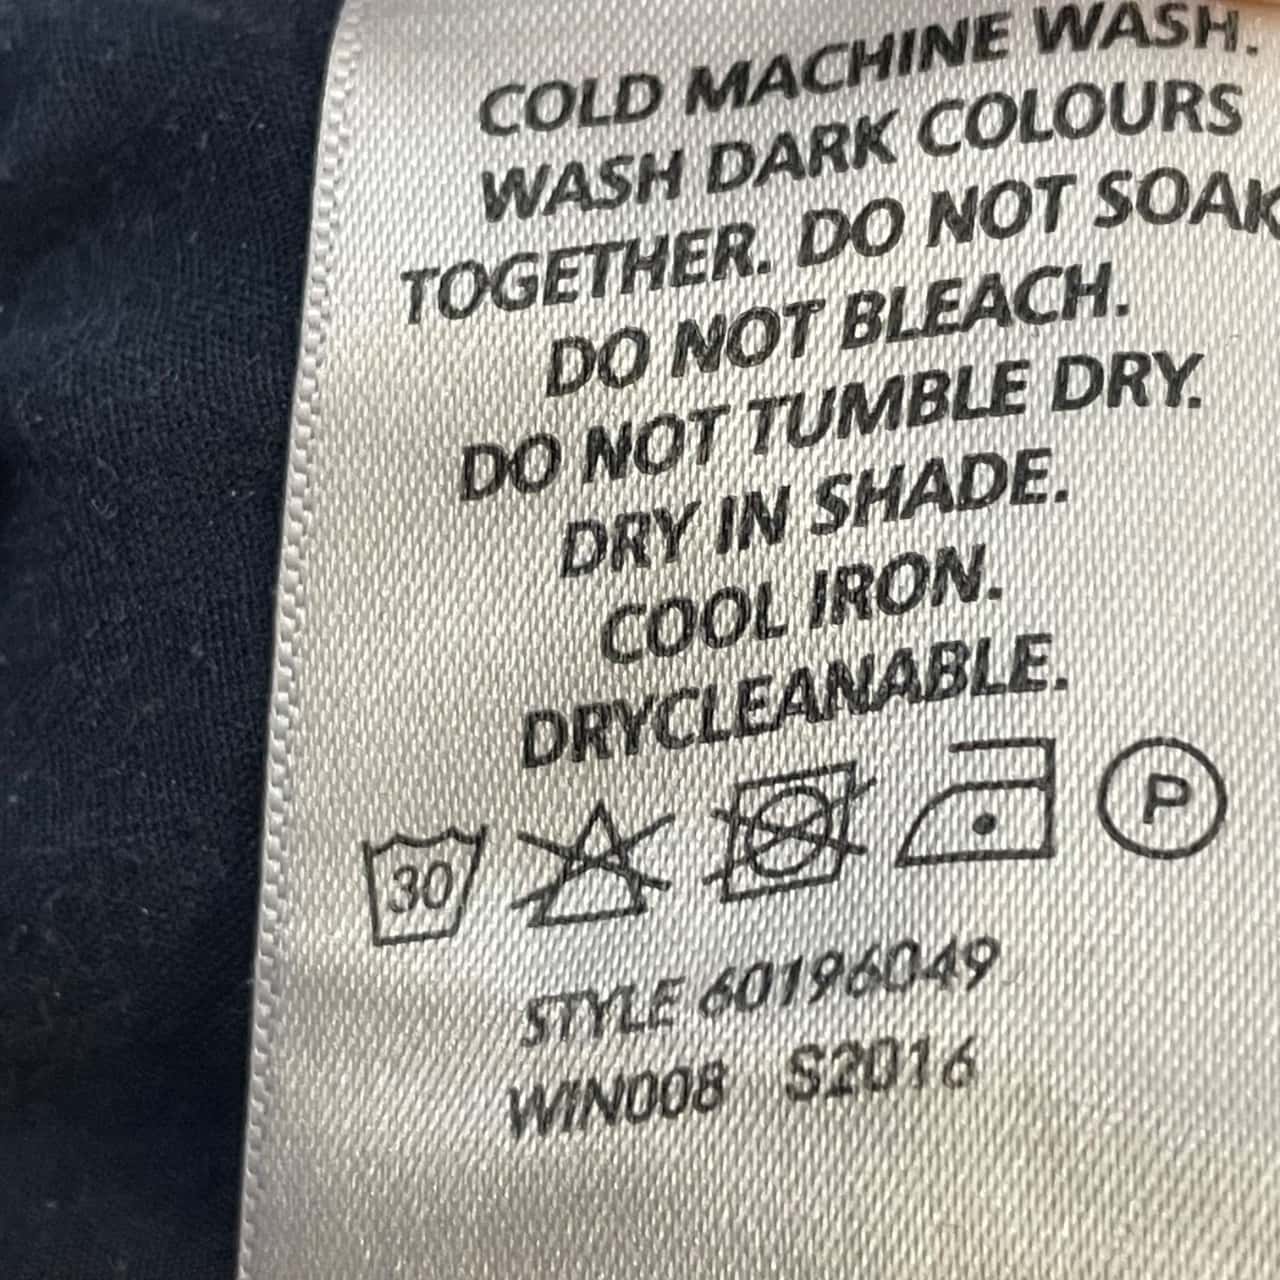 COLD MACHINE WASH.
WASH DARK COLOURS
TOGETHER. DO NOT SOAK
DO NOT BLEACH.
DO NOT TUMBLE DRY.
DRY IN SHADE.
COOL IRON.
DRYCLEANABLE.
30 P
STYLE 60196049
WIN008 S2016